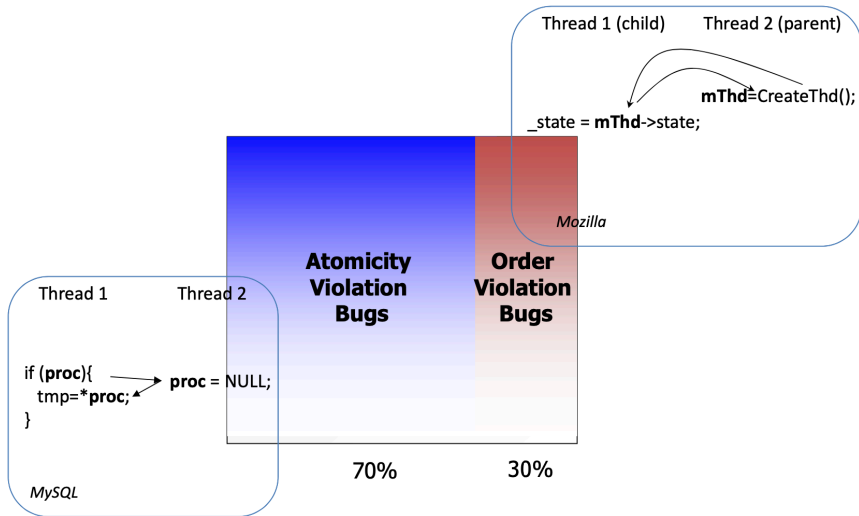 Thread 1 (child) Thread 2 (parent)
mThd=CreateThd();
_state = mThd->state;
Mozilla
Atomicity
Violation
Bugs
Order
Violation
Bugs
Thread 1 Thread 2
if (proc){
tmp=*proc;
}
proc = NULL;
MySQL
70% 30%